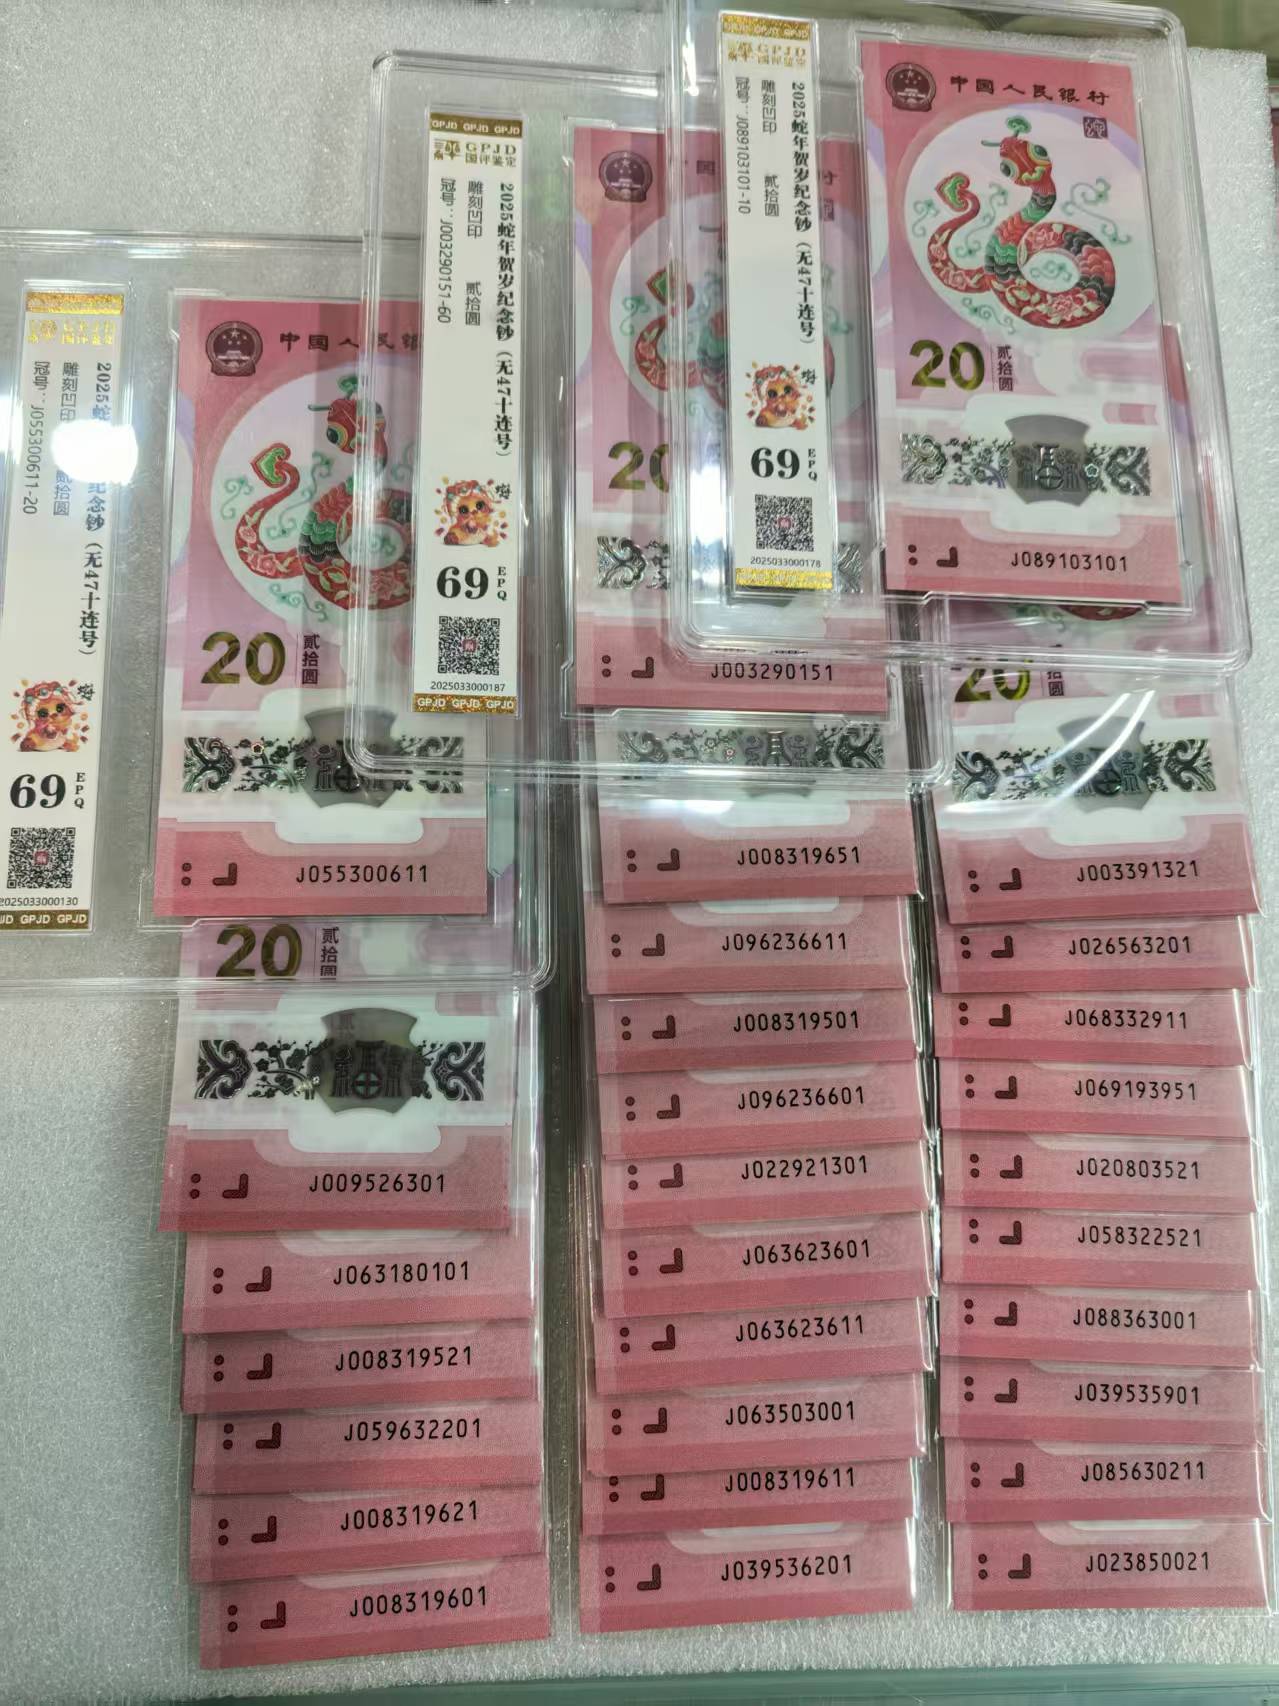 GPJD GPJD GPJD
GPJD
国评鉴定
2025蛇年贺岁纪念钞（无47十连号）
雕刻凹印 贰拾圆
冠号：J089103101-10
69
EPQ
2025033000178
中国人民银行
20
贰拾圆
J089103101
GPJD GPJD GPJD
GPJD
国评鉴定
2025蛇年贺岁纪念钞（无47十连号）
雕刻凹印 贰拾圆
冠号：J003290151-60
69
EPQ
2025033000187
GPJD GPJD GPJD
20
J003290151
纪念钞（无47十连号）
雕刻凹印 贰拾圆
冠号：J055300611-20
69
EPQ
2025033000130
GPJD GPJD
中国人民银
20
贰拾圆
J055300611
20
贰拾圆
J009526301
J063180101
J008319521
J059632201
J008319621
J008319601
J008319651
J096236611
J008319501
J096236601
J022921301
J063623601
J063623611
J063503001
J008319611
J039536201
20
J003391321
J026563201
J068332911
J069193951
J020803521
J058322521
J088363001
J039535901
J085630211
J023850021